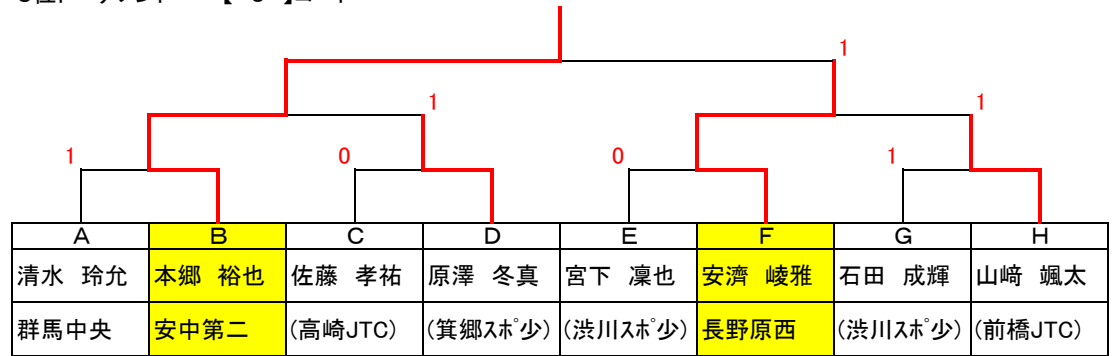 1
1
1
1
0
0
1
A B C D E F G H
清水 玲允 本郷 裕也 佐藤 孝祐 原澤 冬真 宮下 凜也 安濟 崚雅 石田 成輝 山﨑 颯太
群馬中央 安中第二 (高崎JTC) (箕郷スポ少) (渋川スポ少) 長野原西 (渋川スポ少) (前橋JTC)